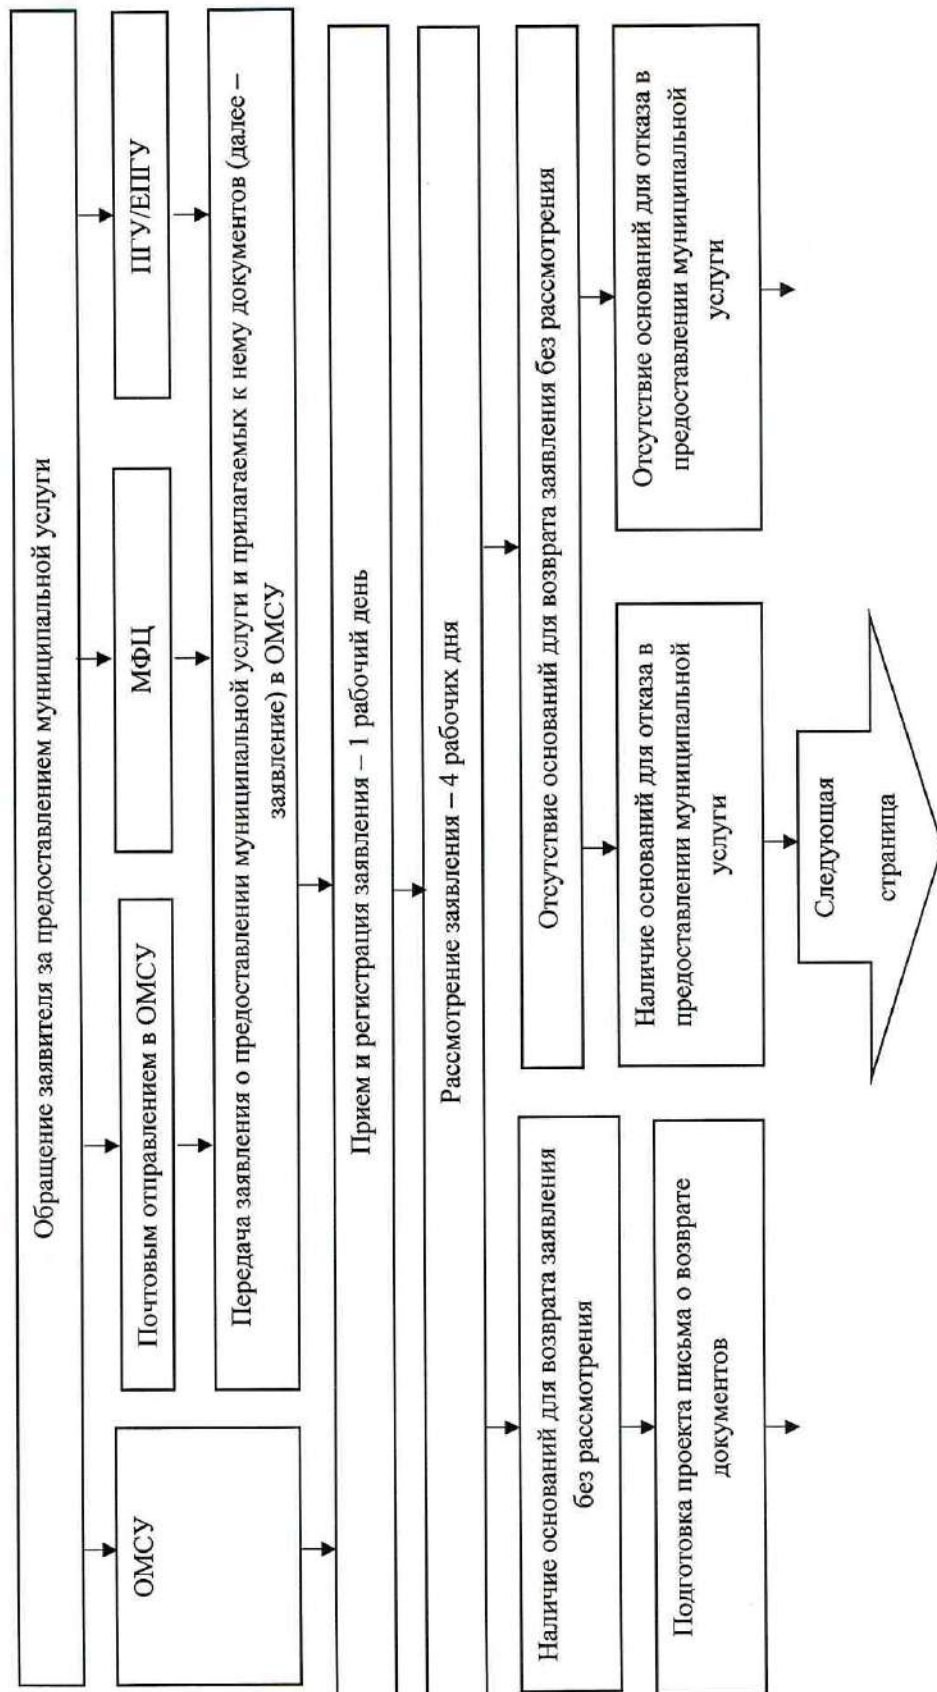 Обращение заявителя за предоставлением муниципальной услуги
ОМСУ
Почтовым отправлением в ОМСУ
МФЦ
ПГУ/ЕПГУ
Передача заявления о предоставлении муниципальной услуги и прилагаемых к нему документов (далее –
заявление) в ОМСУ
Прием и регистрация заявления – 1 рабочий день
Рассмотрение заявления – 4 рабочих дня
Наличие оснований для возврата заявления
без рассмотрения
Отсутствие оснований для возврата заявления без рассмотрения
Подготовка проекта письма о возврате
документов
Наличие основания для отказа в
предоставлении муниципальной
услуги
Отсутствие оснований для отказа в
предоставлении муниципальной
услуги
Следующая
страница